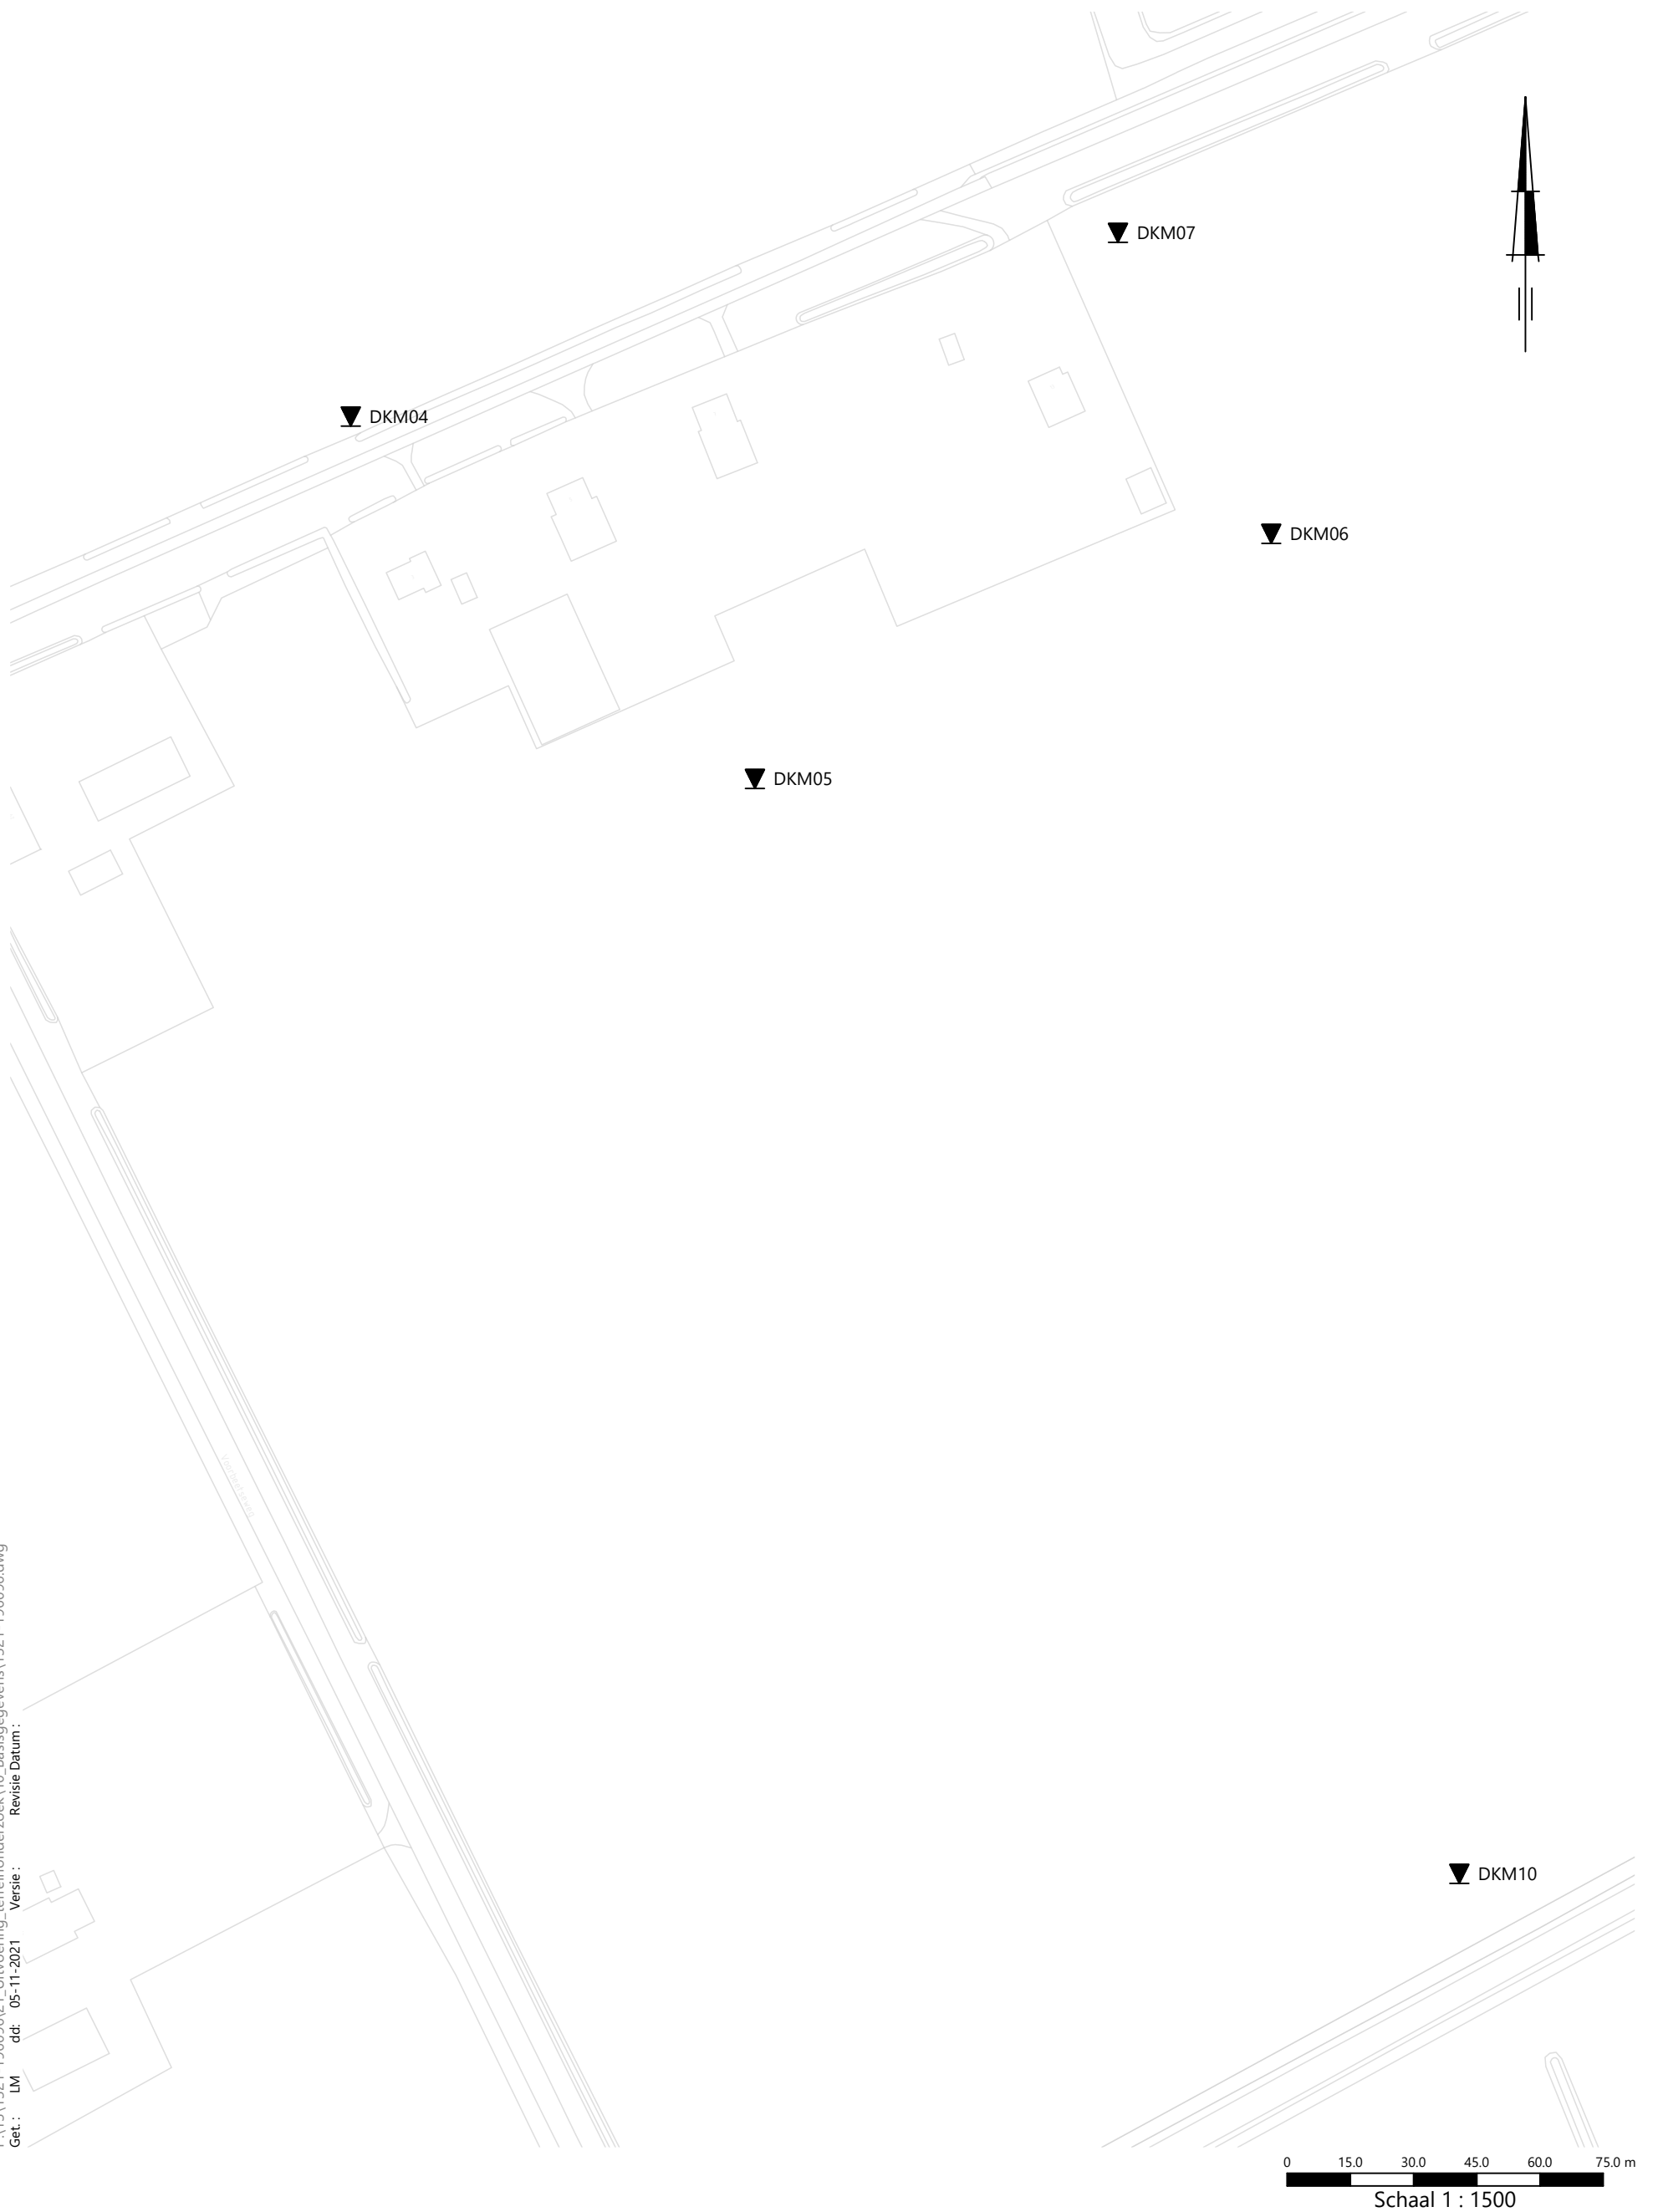 DKM07
DKM04
DKM06
DKM05
DKM10
Get. : LM dd: 05-11-2021 Versie : Revisie Datum :
0 15.0 30.0 45.0 60.0 75.0 m
Schaal 1 : 1500